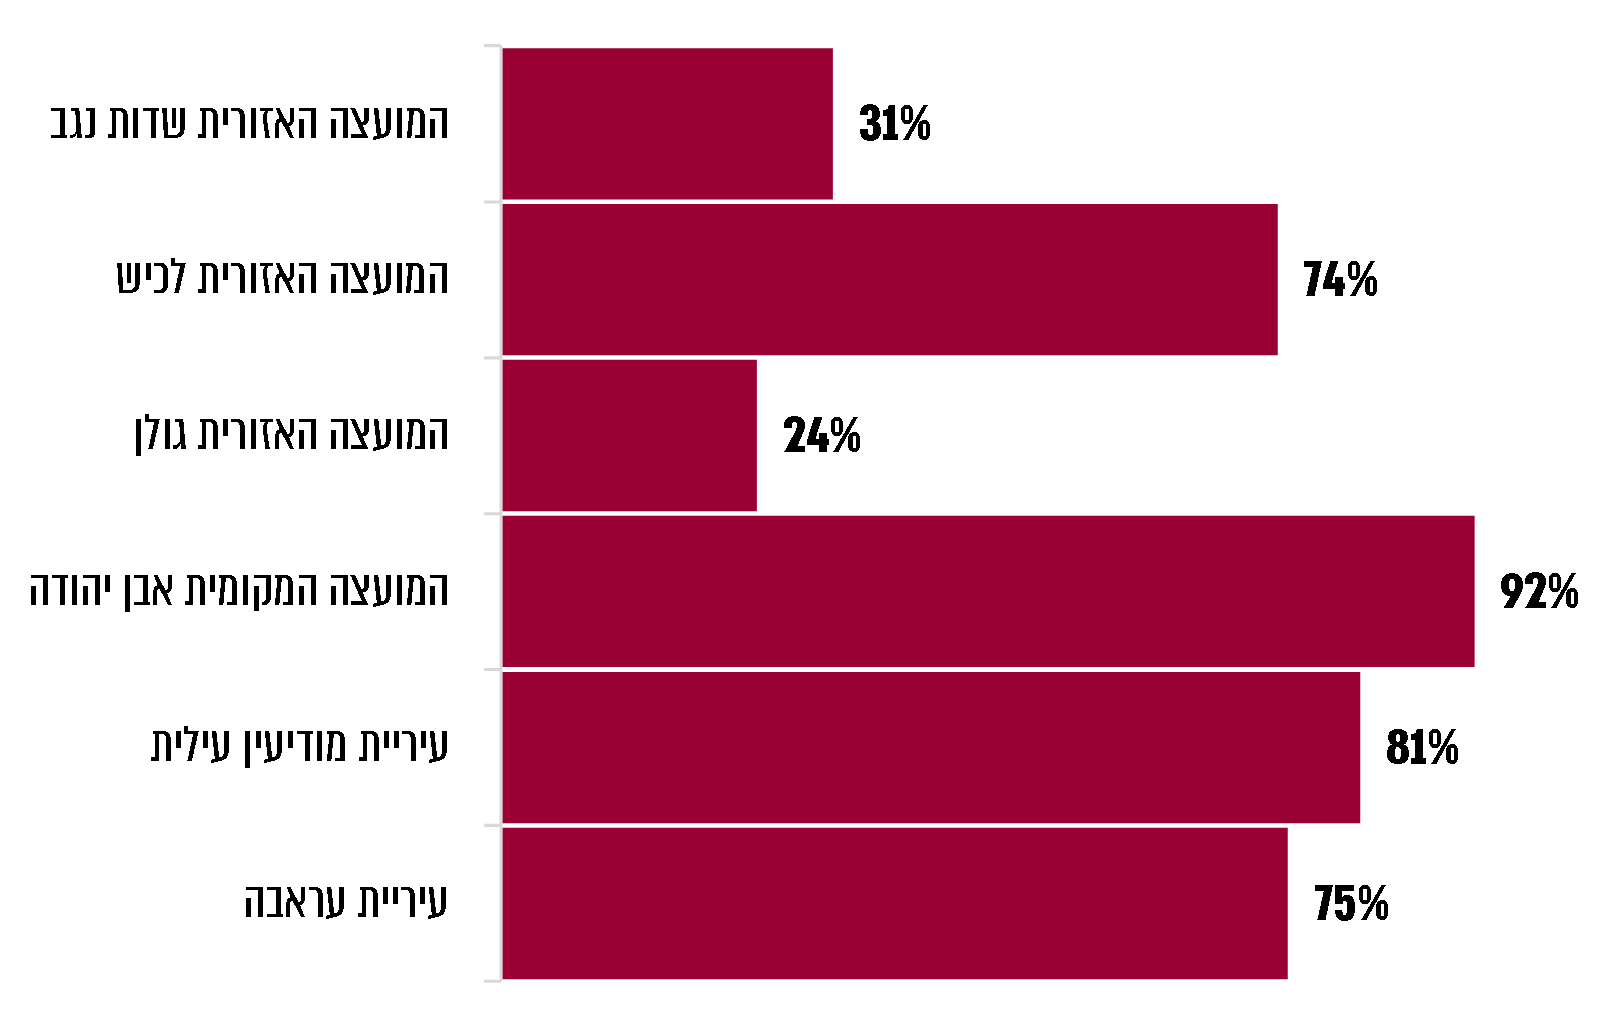 המועצה האזורית שדות נגב 31%
המועצה האזורית לכיש 74%
המועצה האזורית גולן 24%
המועצה המקומית אבן יהודה 92%
עיריית מודיעין עילית 81%
עיריית עראבה 75%